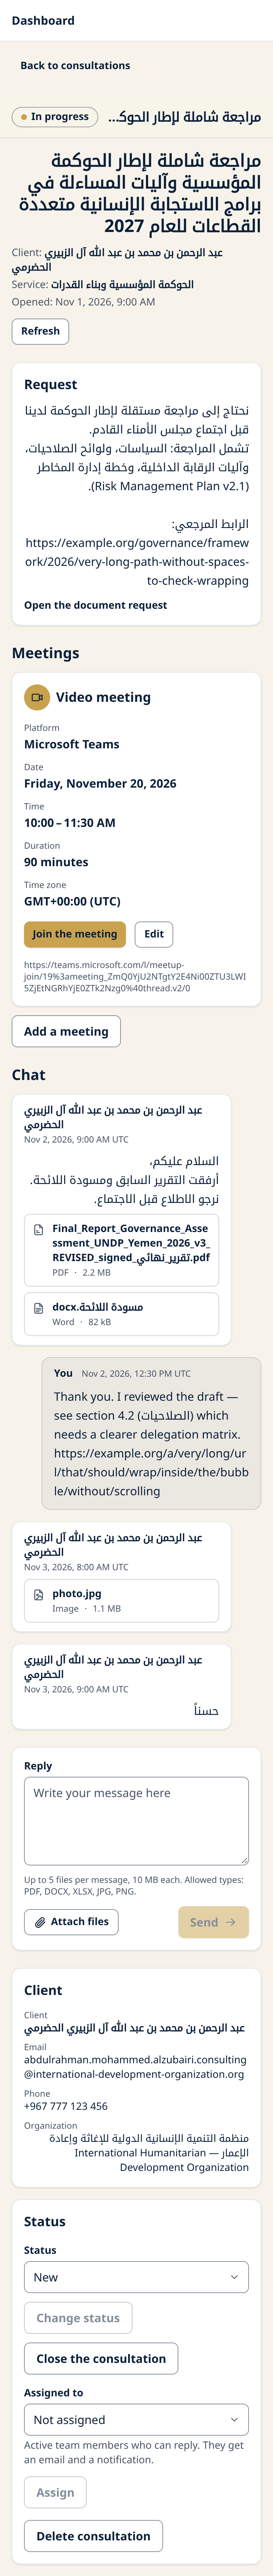 Dashboard
Back to consultations
In progress
مراجعة شاملة لإطار الحوك...
مراجعة شاملة لإطار الحوكمة
المؤسسية وآليات المساءلة في
برامج الاستجابة الإنسانية متعددة
القطاعات للعام 2027
Client: عبد الرحمن بن محمد بن عبد الله آل الزبيري
الحضرمي
Service: الحوكمة المؤسسية وبناء القدرات
Opened: Nov 1, 2026, 9:00 AM
Refresh
Request
نحتاج إلى مراجعة مستقلة لإطار الحوكمة لدينا
قبل اجتماع مجلس الأمناء القادم.
تشمل المراجعة: السياسات، ولوائح الصلاحيات،
وآليات الرقابة الداخلية، وخطة إدارة المخاطر
(Risk Management Plan v2.1).
الرابط المرجعي:
https://example.org/governance/framew
ork/2026/very-long-path-without-spaces-
to-check-wrapping
Open the document request
Meetings
Video meeting
Platform
Microsoft Teams
Date
Friday, November 20, 2026
Time
10:00 – 11:30 AM
Duration
90 minutes
Time zone
GMT+00:00 (UTC)
Join the meeting
Edit
https://teams.microsoft.com/l/meetup-
join/19%3ameeting_ZmQ0YjU2NTgtY2E4Ni00ZTU3LWI
5ZjEtNGRhYjE0ZTk2Nzg0%40thread.v2/0
Add a meeting
Chat
عبد الرحمن بن محمد بن عبد الله آل الزبيري
الحضرمي
Nov 2, 2026, 9:00 AM UTC
السلام عليكم،
أرفقت التقرير السابق ومسودة اللائحة.
نرجو الاطلاع قبل الاجتماع.
Final_Report_Governance_Asse
ssment_UNDP_Yemen_2026_v3_
REVISED_signed_تقرير_نهائي.pdf
PDF · 2.2 MB
مسودة اللائحة.docx
Word · 82 kB
You Nov 2, 2026, 12:30 PM UTC
Thank you. I reviewed the draft —
see section 4.2 (الصلاحيات) which
needs a clearer delegation matrix.
https://example.org/a/very/long/ur
l/that/should/wrap/inside/the/bubb
le/without/scrolling
عبد الرحمن بن محمد بن عبد الله آل الزبيري
الحضرمي
Nov 3, 2026, 8:00 AM UTC
photo.jpg
Image · 1.1 MB
عبد الرحمن بن محمد بن عبد الله آل الزبيري
الحضرمي
Nov 3, 2026, 9:00 AM UTC
حسناً
Reply
Write your message here
Up to 5 files per message, 10 MB each. Allowed types:
PDF, DOCX, XLSX, JPG, PNG.
Attach files
Send
Client
Client
عبد الرحمن بن محمد بن عبد الله آل الزبيري الحضرمي
Email
abdulrahman.mohammed.alzubairi.consulting
@international-development-organization.org
Phone
+967 777 123 456
Organization
منظمة التنمية الإنسانية الدولية للإغاثة وإعادة
الإعمار — International Humanitarian
Development Organization
Status
Status
New
Change status
Close the consultation
Assigned to
Not assigned
Active team members who can reply. They get
an email and a notification.
Assign
Delete consultation